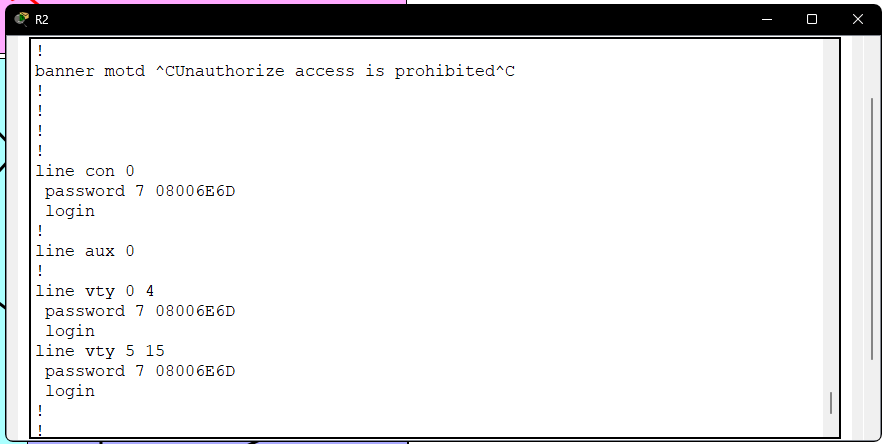 R2
!
banner motd ^CUnauthorize access is prohibited^C
!
!
!
!
line con 0
 password 7 08006E6D
 login
!
line aux 0
!
line vty 0 4
 password 7 08006E6D
 login
line vty 5 15
 password 7 08006E6D
 login
!
!